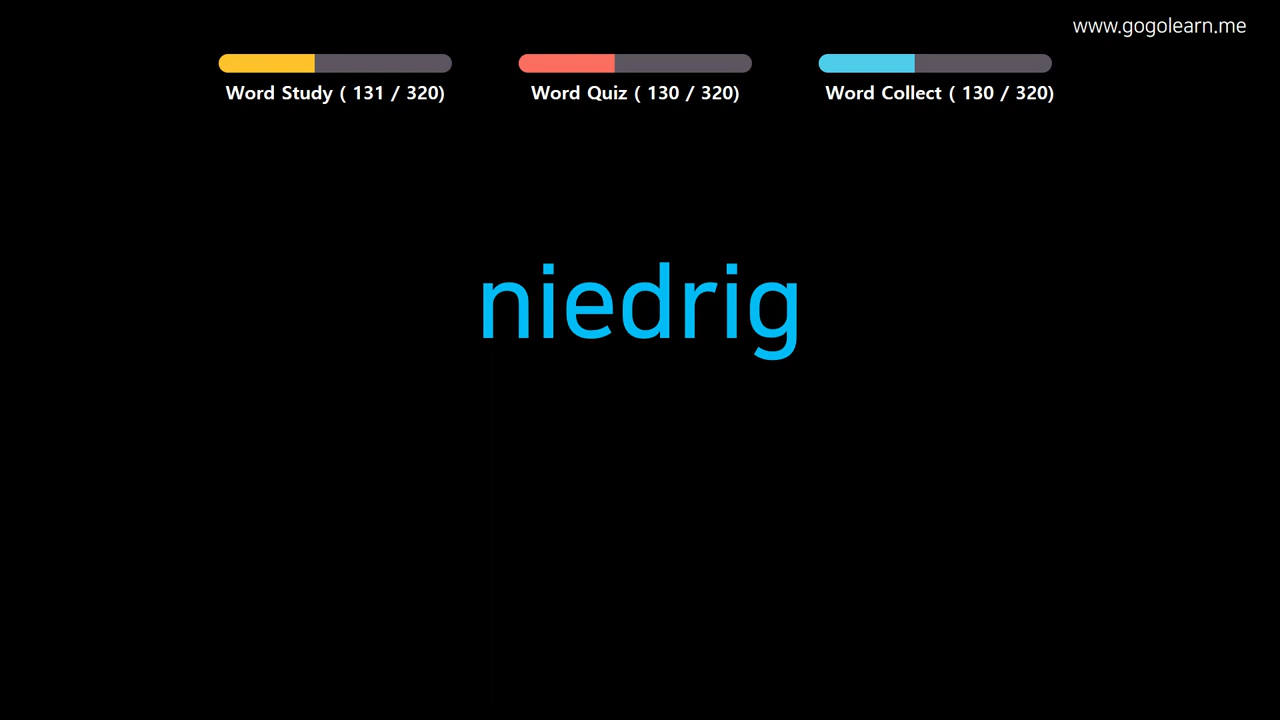 www.gogolearn.me
Word Study ( 131 / 320)
Word Quiz ( 130 / 320)
Word Collect ( 130 / 320)
niedrig